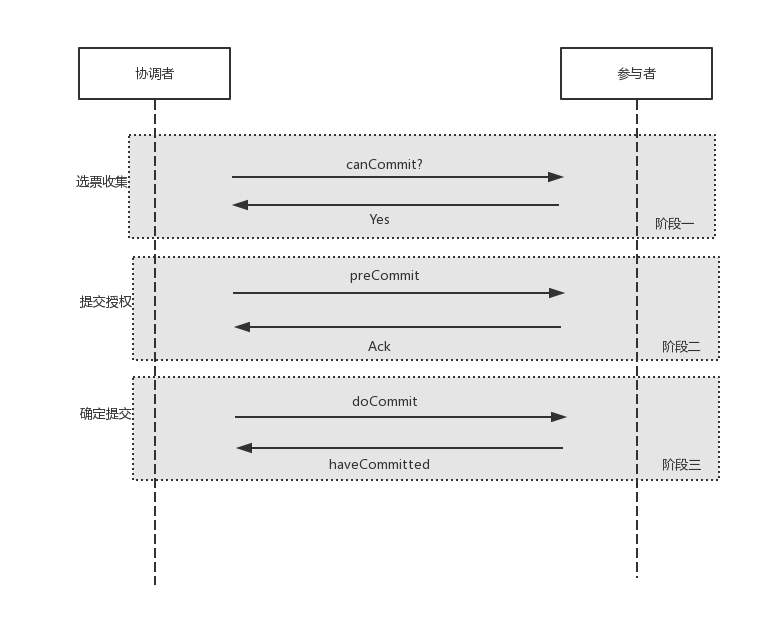 协调者
参与者
canCommit?
选票收集
Yes
阶段一
preCommit
提交授权
Ack
阶段二
doCommit
确定提交
haveCommitted
阶段三